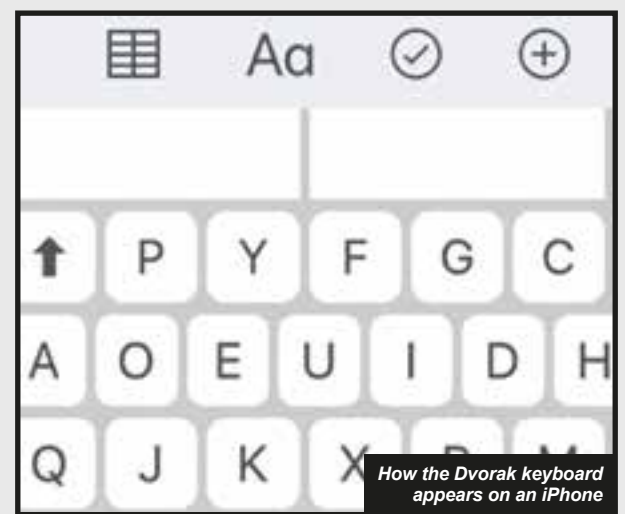 Aa
P Y F G C
A O E U I D H
Q J K X
How the Dvorak keyboard
appears on an iPhone